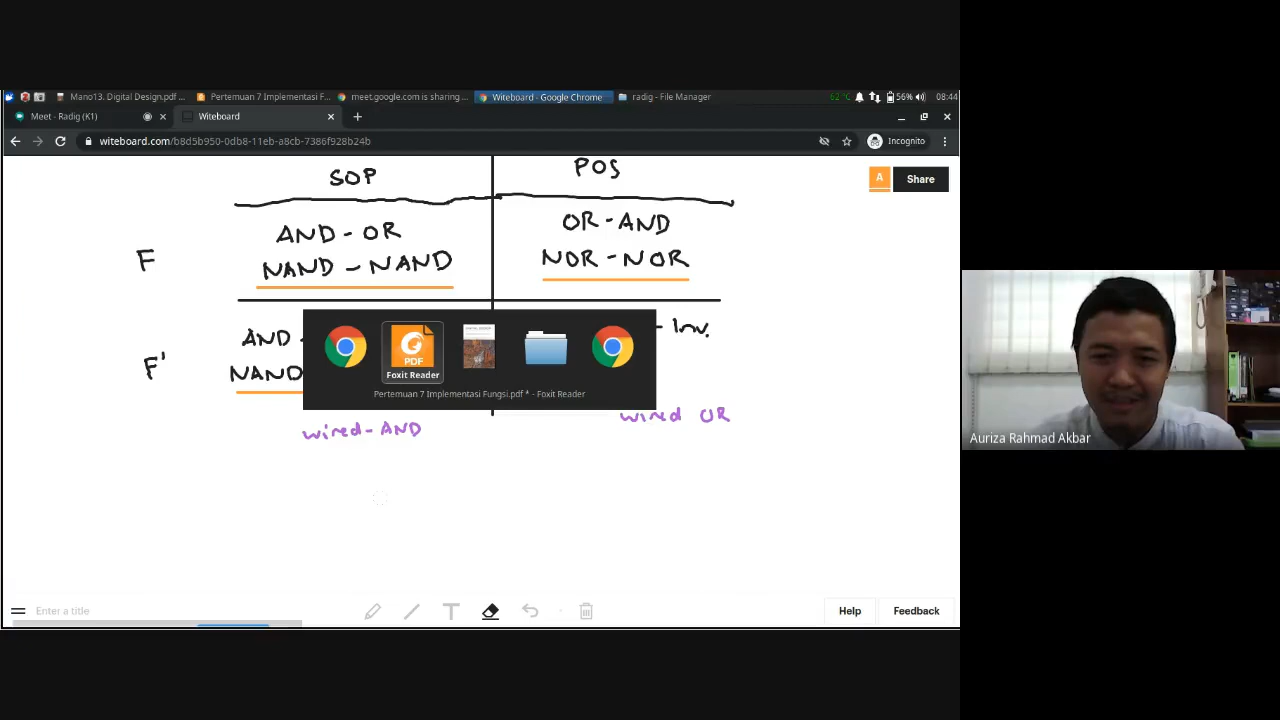 Mano13. Digital Design.pdf ...
Pertemuan 7 Implementasi F...
meet.google.com is sharing ...
Witeboard - Google Chrome
radig - File Manager
62°C
56%
08:44
Meet - Radig (K1)
Witeboard
witeboard.com/b8d5b950-0db8-11eb-a8cb-7386f928b24b
Incognito
A
Share
SOP
POS
AND - OR
OR - AND
F
NAND - NAND
NOR - NOR
AND -
- Inv.
F'
NAND
PDF
Foxit Reader
Pertemuan 7 Implementasi Fungsi.pdf * - Foxit Reader
wired - AND
wired OR
Auriza Rahmad Akbar
Enter a title
T
Help
Feedback